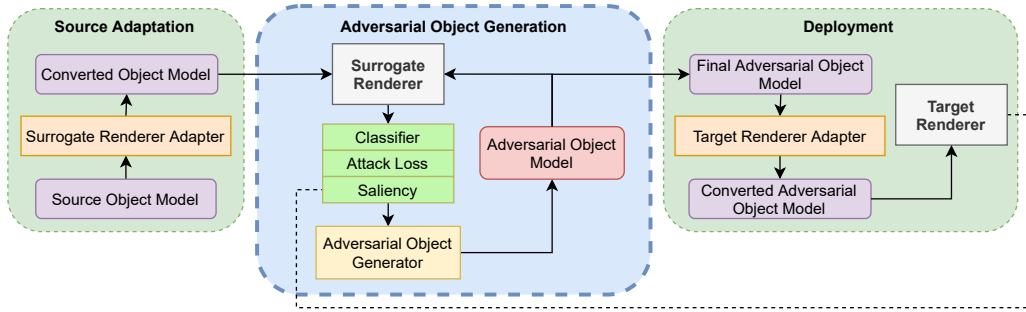 Source Adaptation
Converted Object Model
Surrogate Renderer Adapter
Source Object Model
Adversarial Object Generation
Surrogate
Renderer
Classifier
Attack Loss
Saliency
Adversarial Object
Generator
Adversarial Object
Model
Deployment
Final Adversarial Object
Model
Target Renderer Adapter
Converted Adversarial
Object Model
Target
Renderer